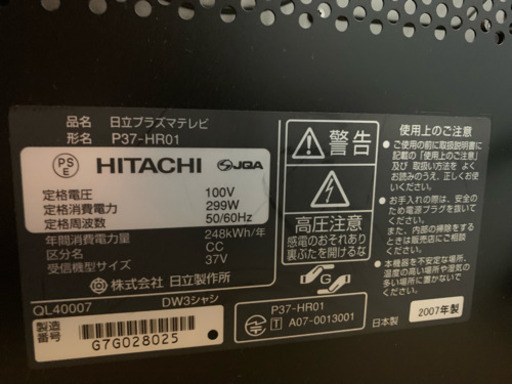 品名 日立プラズマテレビ
形名 P37-HR01
PS
E
HITACHI JQA
定格電圧 100V
定格消費電力 299W
定格周波数 50/60Hz
年間消費電力量 248kWh/年
区分名 CC
受信機型サイズ 37V
株式会社 日立製作所
QL40007 DW3シャシ
製造
番号
G7G028025
警告
高圧注意
感電のおそれあり
裏ぶたを開けるな
G
P37-HR01
T A07-0013001
使用上のご注意
・ご使用の前に取扱説明書
記載の「使用上のご注意」
及び「取扱い方法」をよく
お読みのうえ、正しくお使い
ください。
・お手入れの際は、安全の
ため電源プラグを抜いてく
ださい。
・内部の掃除をするときは
販売店にご相談ください。
・本機器を不安定な場所、
温度の高い場所や湿気の
多い場所に置かないでく
ださい。
日本製
2007年製